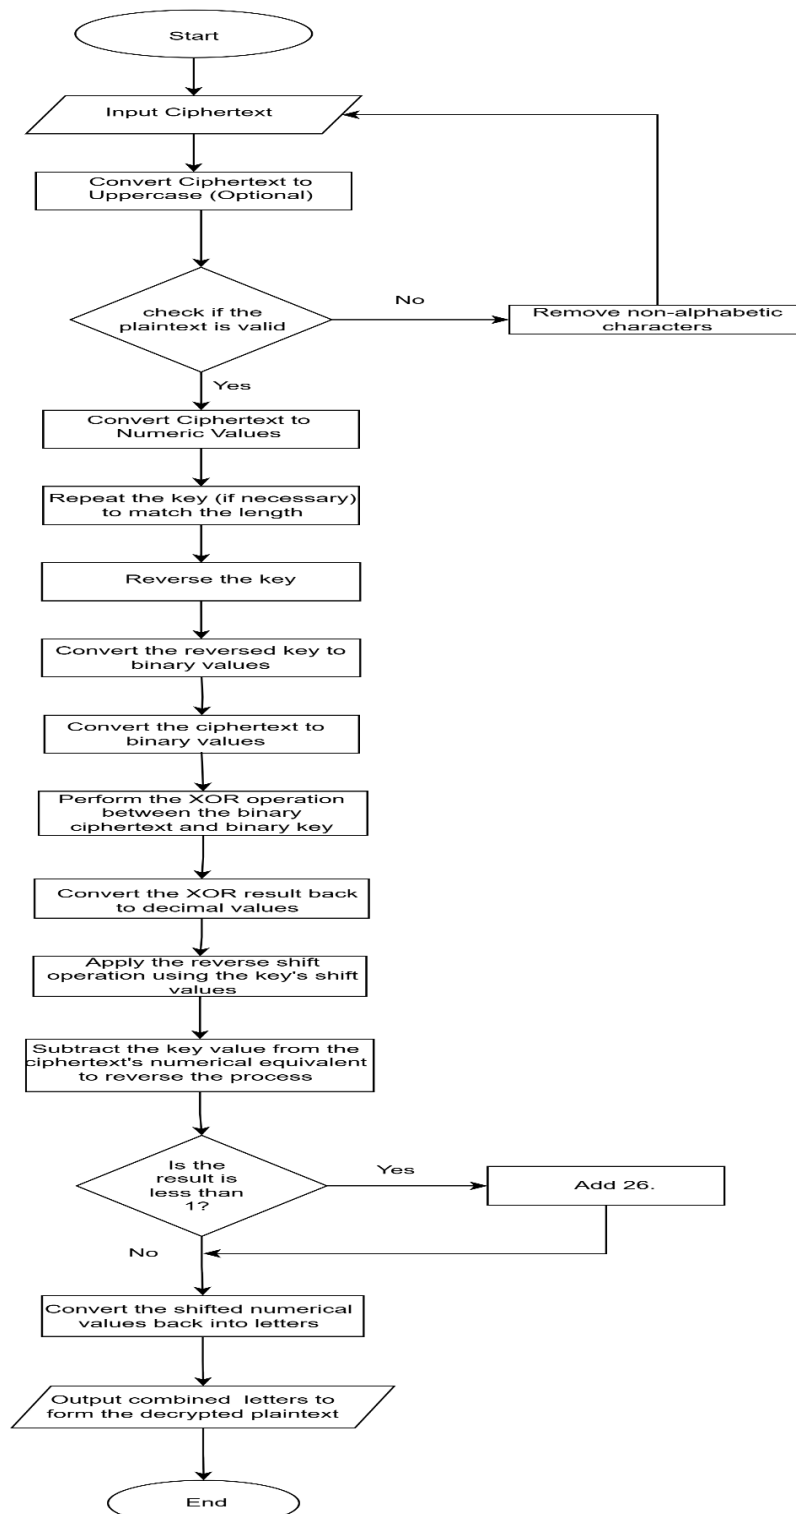 Start
Input Ciphertext
Convert Ciphertext to
Uppercase (Optional)
check if the
plaintext is valid
No
Remove non-alphabetic
characters
Yes
Convert Ciphertext to
Numeric Values
Repeat the key (if necessary)
to match the length
Reverse the key
Convert the reversed key to
binary values
Convert the ciphertext to
binary values
Perform the XOR operation
between the binary
ciphertext and binary key
Convert the XOR result back
to decimal values
Apply the reverse shift
operation using the key's shift
values
Subtract the key value from the
ciphertext's numerical equivalent
to reverse the process
Is the
result is
less than
1?
Yes
Add 26.
No
Convert the shifted numerical
values back into letters
Output combined letters to
form the decrypted plaintext
End